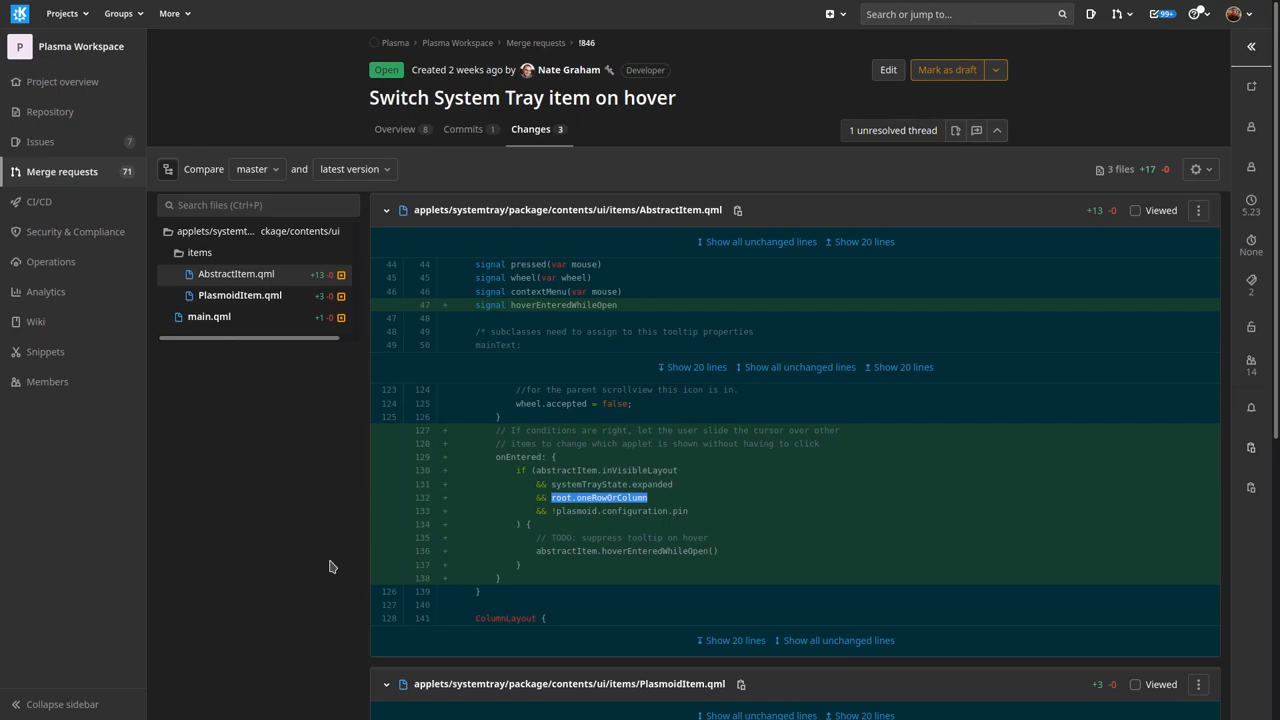 Projects Groups More
Search or jump to...
99+
P Plasma Workspace
Project overview
Repository
Issues 7
Merge requests 71
CI/CD
Security & Compliance
Operations
Analytics
Wiki
Snippets
Members
Collapse sidebar
Plasma Plasma Workspace Merge requests !846
Open Created 2 weeks ago by Nate Graham Developer
Edit Mark as draft
Switch System Tray item on hover
Overview 8 Commits 1 Changes 3
1 unresolved thread
Compare master and latest version
3 files +17 -0
Search files (Ctrl+P)
applets/systemt... ckage/contents/ui
items
AbstractItem.qml +13 -0
PlasmoidItem.qml +3 -0
main.qml +1 -0
applets/systemtray/package/contents/ui/items/AbstractItem.qml +13 -0 Viewed
Show all unchanged lines Show 20 lines
44 44 signal pressed(var mouse)
45 45 signal wheel(var wheel)
46 46 signal contextMenu(var mouse)
47 + signal hoverEnteredWhileOpen
47 48
48 49 /* subclasses need to assign to this tooltip properties
49 50 mainText:
Show 20 lines Show all unchanged lines Show 20 lines
123 124 //for the parent scrollview this icon is in.
124 125 wheel.accepted = false;
125 126 }
127 + // If conditions are right, let the user slide the cursor over other
128 + // items to change which applet is shown without having to click
129 + onEntered: {
130 + if (abstractItem.inVisibleLayout
131 + && systemTrayState.expanded
132 + && root.oneRowOrColumn
133 + && !plasmoid.configuration.pin
134 + ) {
135 + // TODO: suppress tooltip on hover
136 + abstractItem.hoverEnteredWhileOpen()
137 + }
138 + }
126 139 }
127 140
128 141 ColumnLayout {
Show 20 lines Show all unchanged lines
applets/systemtray/package/contents/ui/items/PlasmoidItem.qml +3 -0 Viewed
Show all unchanged lines Show 20 lines
5.23
None
2
14